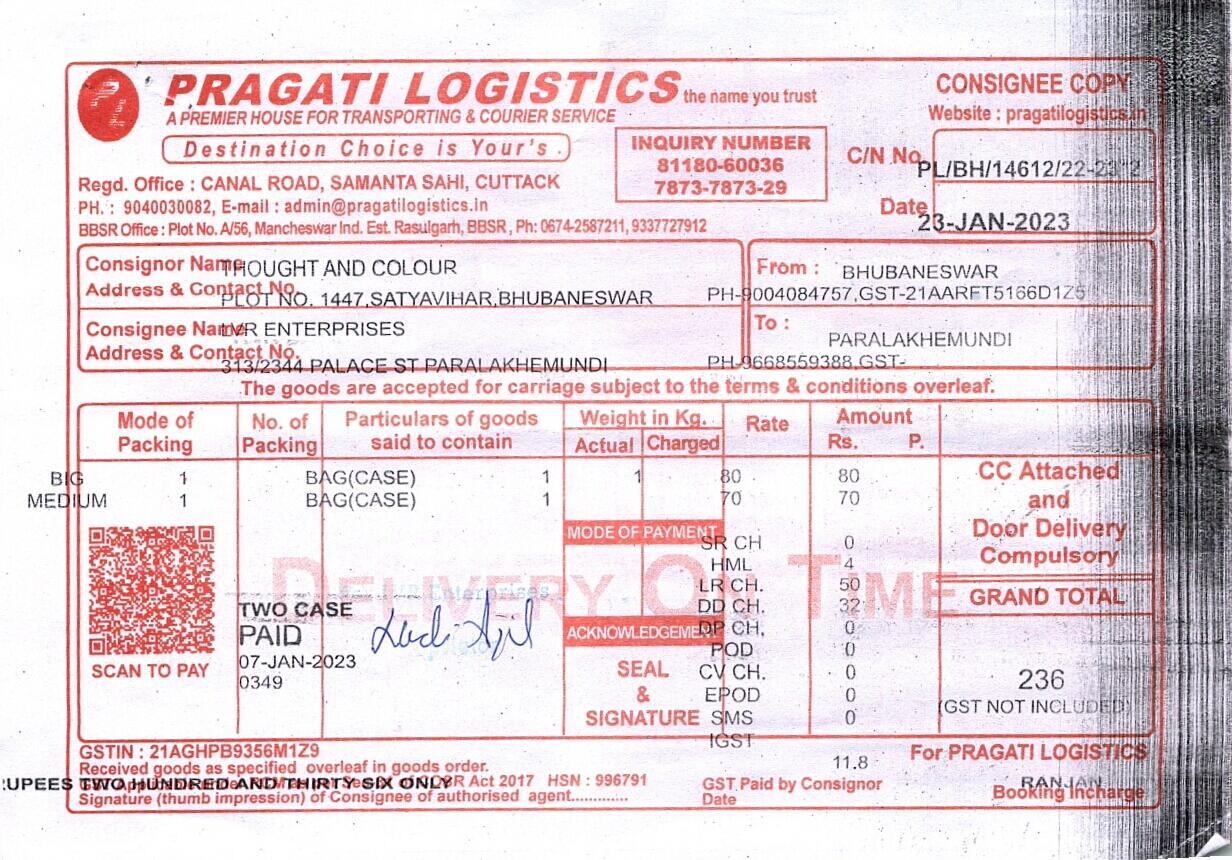 PRAGATI LOGISTICS the name you trust
A PREMIER HOUSE FOR TRANSPORTING & COURIER SERVICE
Destination Choice is Your's .
Regd. Office : CANAL ROAD, SAMANTA SAHI, CUTTACK
PH. : 9040030082, E-mail : admin@pragatilogistics.in
BBSR Office : Plot No. A/56, Mancheswar Ind. Est. Rasulgarh, BBSR , Ph: 0674-2587211, 9337727912
INQUIRY NUMBER
81180-60036
7873-7873-29
CONSIGNEE COPY
Website : pragatilogistics.in
C/N No. PL/BH/14612/22-23
Date 23-JAN-2023
Consignor Name THOUGHT AND COLOUR
Address & Contact No. PLOT NO. 1447,SATYAVIHAR,BHUBANESWAR
From : BHUBANESWAR
PH-9004084757,GST-21AARFT5166D1Z5
Consignee Name LVR ENTERPRISES
Address & Contact No. 313/2344 PALACE ST PARALAKHEMUNDI
To : PARALAKHEMUNDI
PH-9668559388,GST-
The goods are accepted for carriage subject to the terms & conditions overleaf.
Mode of Packing No. of Packing Particulars of goods said to contain Weight in Kg. Actual Charged Rate Amount Rs. P.
BIG 1 BAG(CASE) 1 1 80 80
MEDIUM 1 BAG(CASE) 1 70 70
CC Attached
and
Door Delivery
Compulsory
GRAND TOTAL
236
(GST NOT INCLUDED)
MODE OF PAYMENT
SR CH 0
HML 4
LR CH. 50
DD CH. 32
DP CH, 0
POD 0
CV CH. 0
EPOD 0
SMS 0
IGST
11.8
DELIVERY ON TIME
Enterprises
ACKNOWLEDGEMENT
SEAL
&
SIGNATURE
SCAN TO PAY
TWO CASE
PAID
07-JAN-2023
0349
GSTIN : 21AGHPB9356M1Z9
Received goods as specified overleaf in goods order.
RUPEES TWO HUNDRED AND THIRTY SIX ONLY
Act 2017 HSN : 996791
Signature (thumb impression) of Consignee of authorised agent.............
GST Paid by Consignor
Date
For PRAGATI LOGISTICS
RANJAN
Booking Incharge